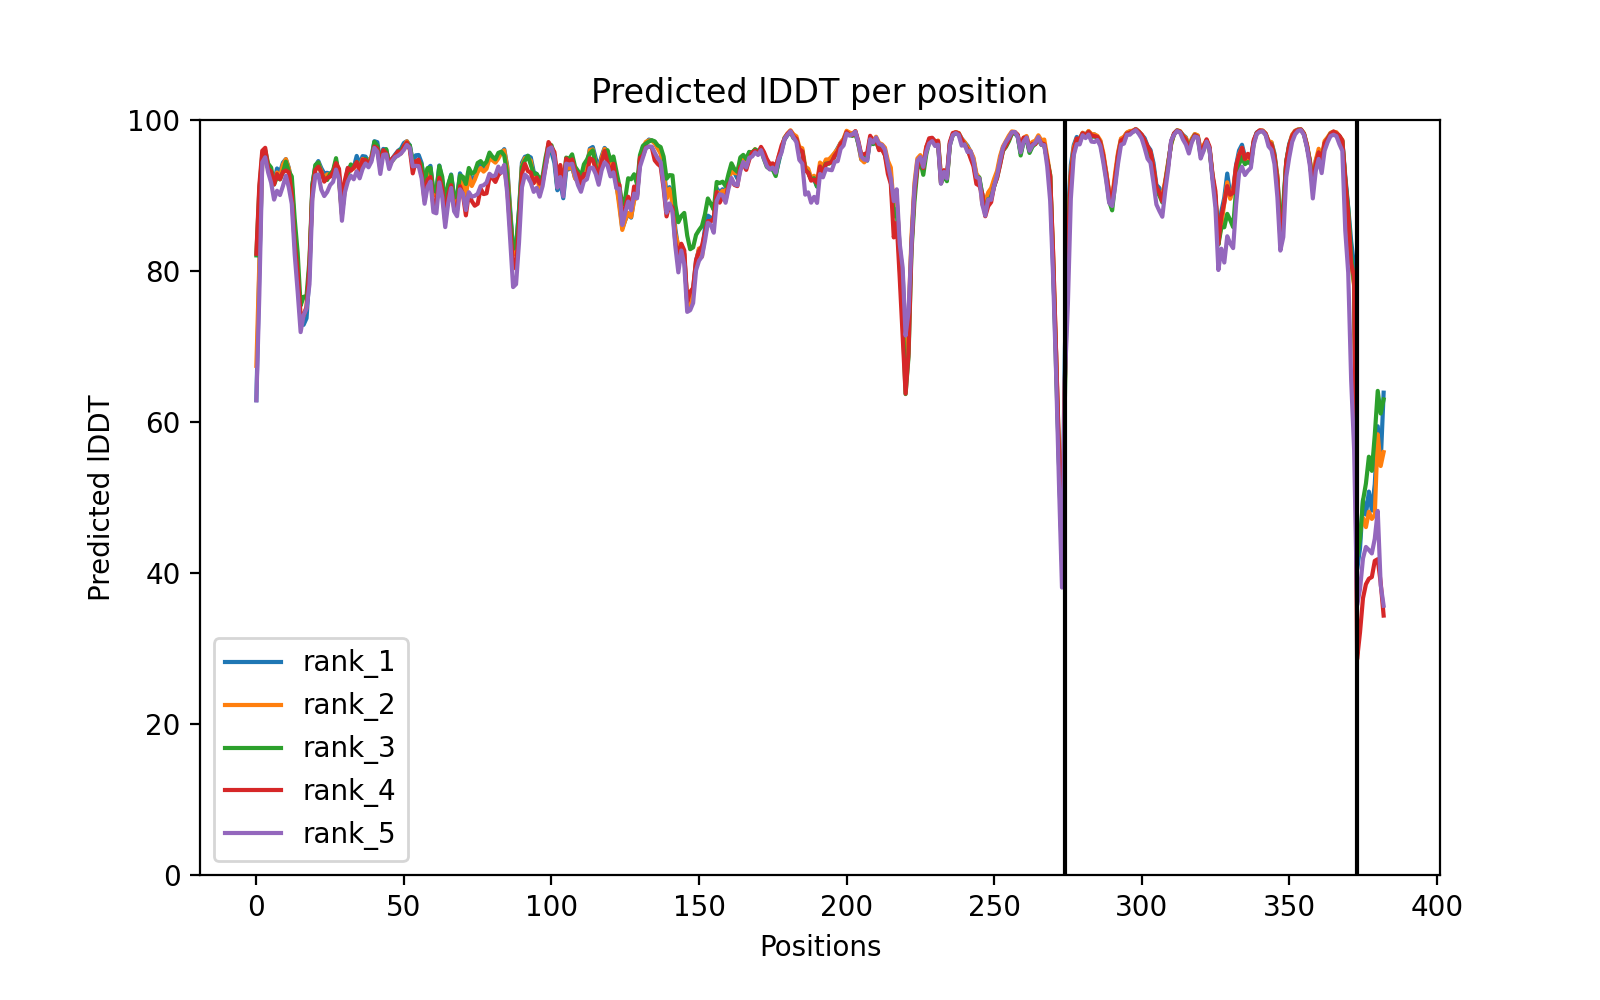 Predicted lDDT per position
100
80
60
40
20
0
Predicted lDDT
rank_1
rank_2
rank_3
rank_4
rank_5
0 50 100 150 200 250 300 350 400
Positions